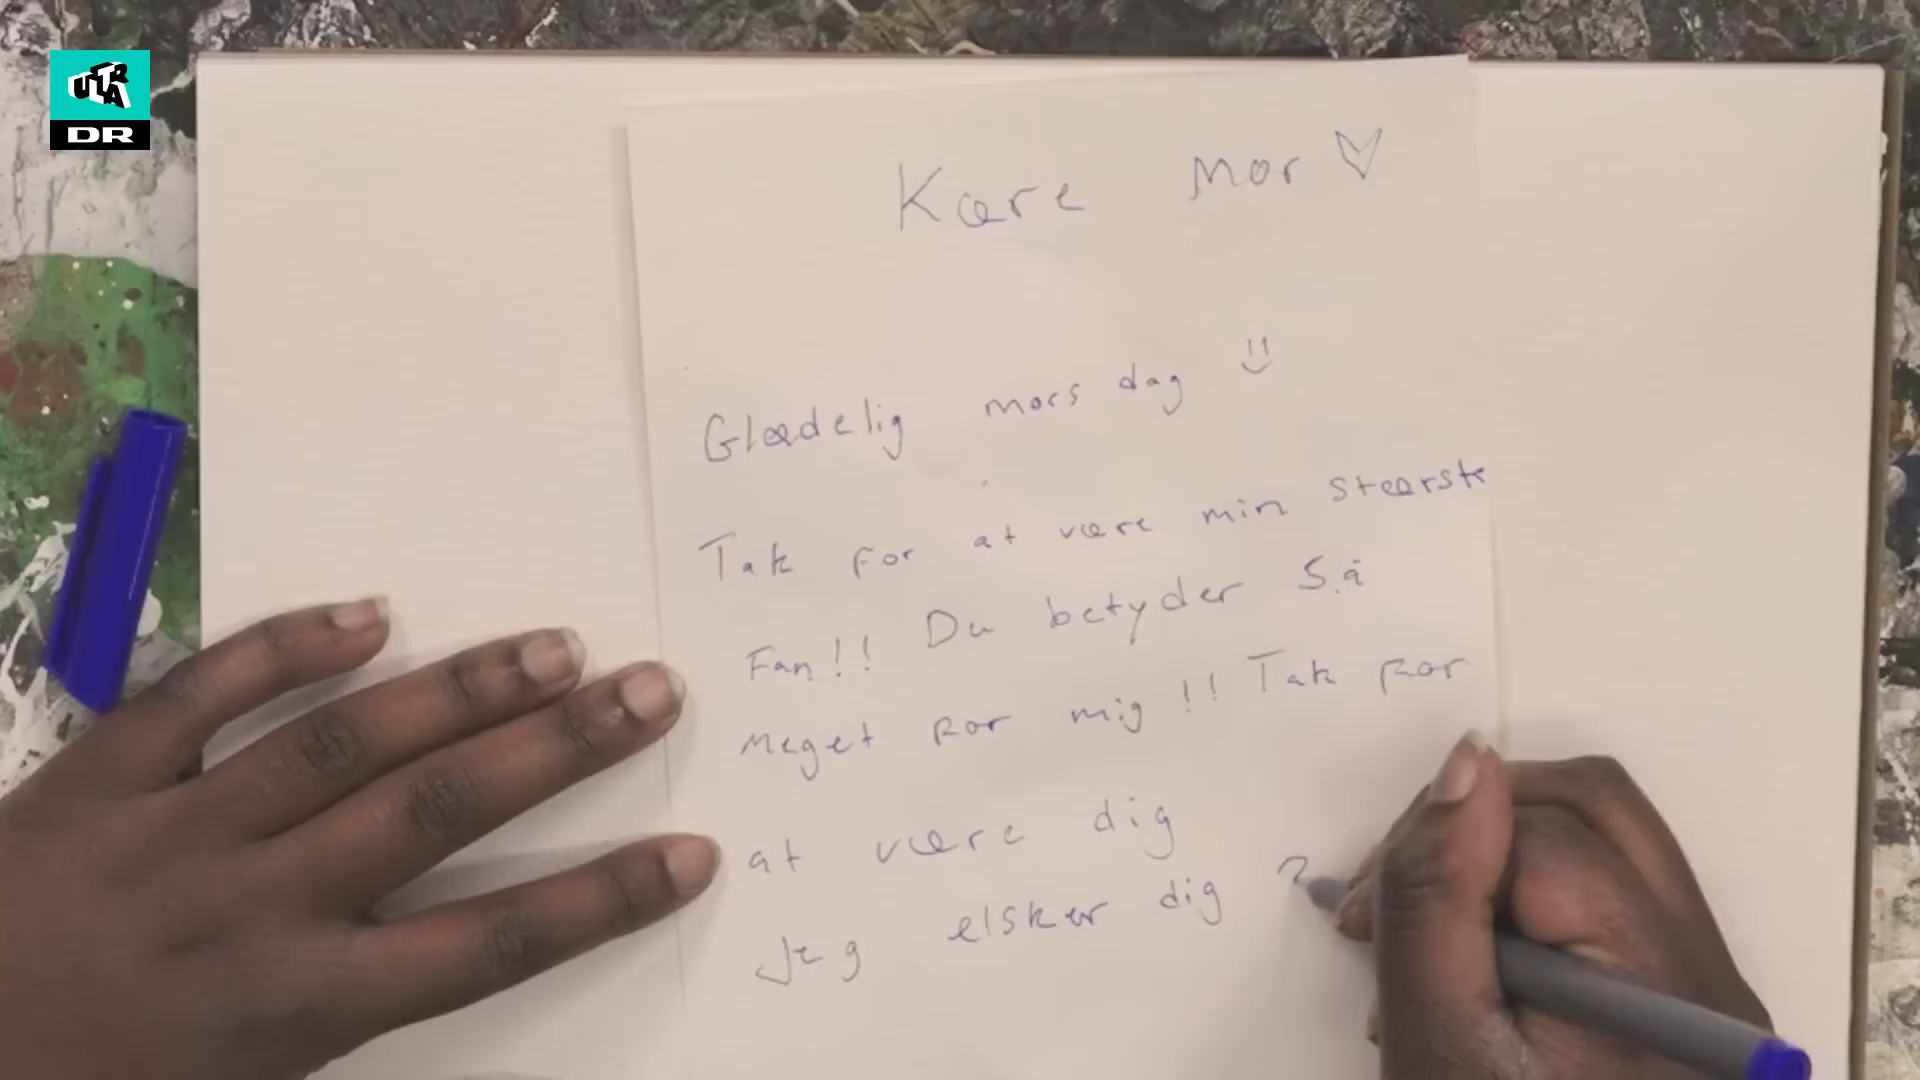 ULTRA
DR
Kære Mor ♡
Glædelig mors dag
Tak for at være min stærste
Fan!! Du betyder Så
Meget for mig!! Tak for
at være dig
Jeg elsker dig